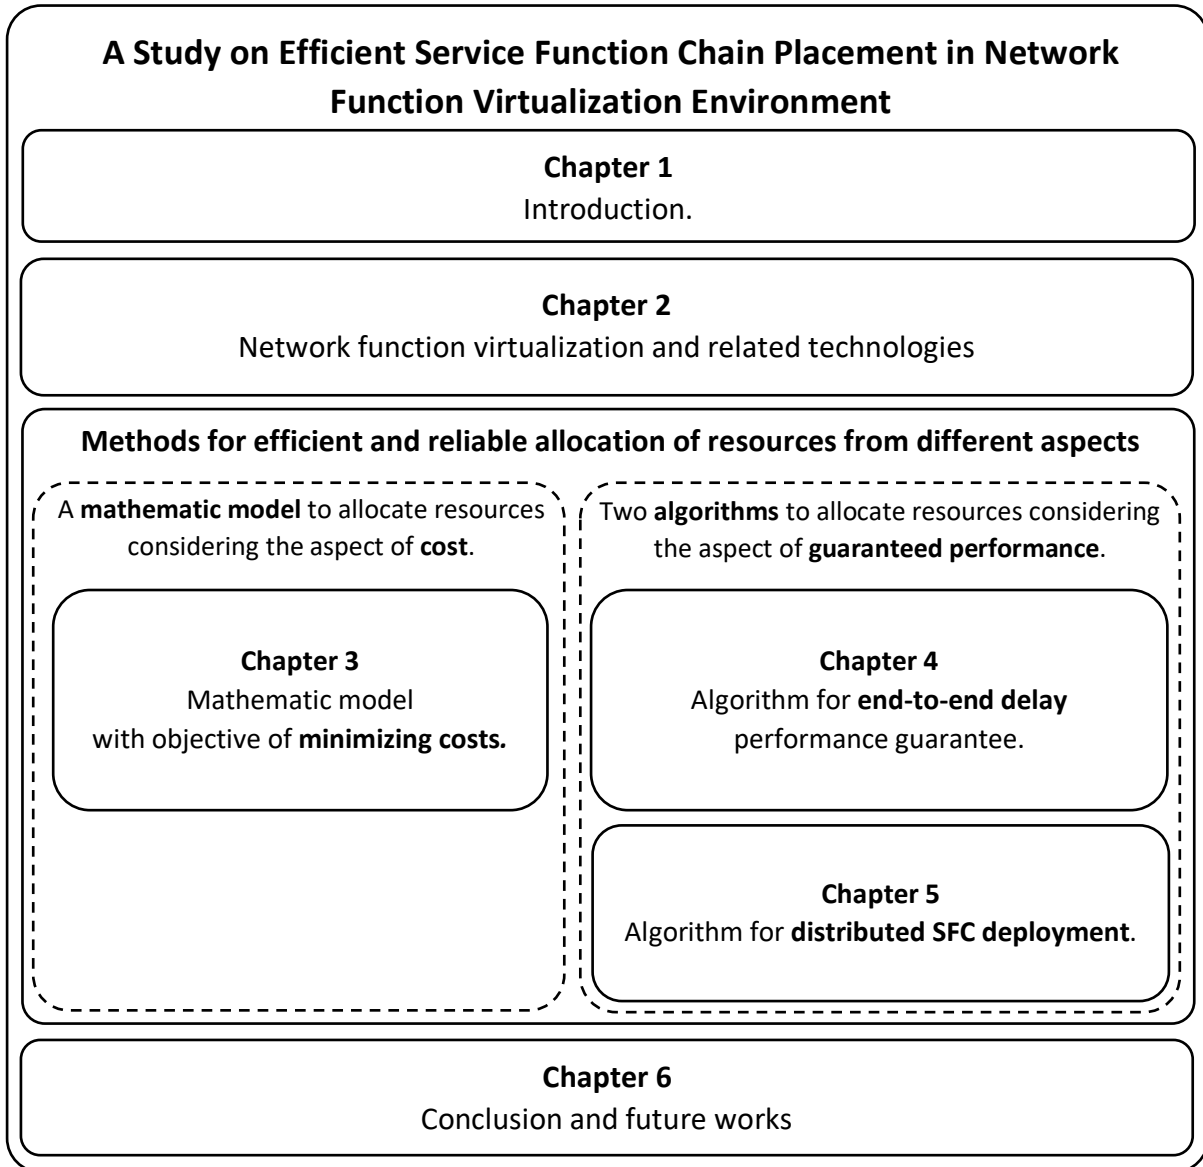 A Study on Efficient Service Function Chain Placement in Network
Function Virtualization Environment
Chapter 1
Introduction.
Chapter 2
Network function virtualization and related technologies
Methods for efficient and reliable allocation of resources from different aspects
A mathematic model to allocate resources
considering the aspect of cost.
Chapter 3
Mathematic model
with objective of minimizing costs.
Two algorithms to allocate resources considering
the aspect of guaranteed performance.
Chapter 4
Algorithm for end-to-end delay
performance guarantee.
Chapter 5
Algorithm for distributed SFC deployment.
Chapter 6
Conclusion and future works